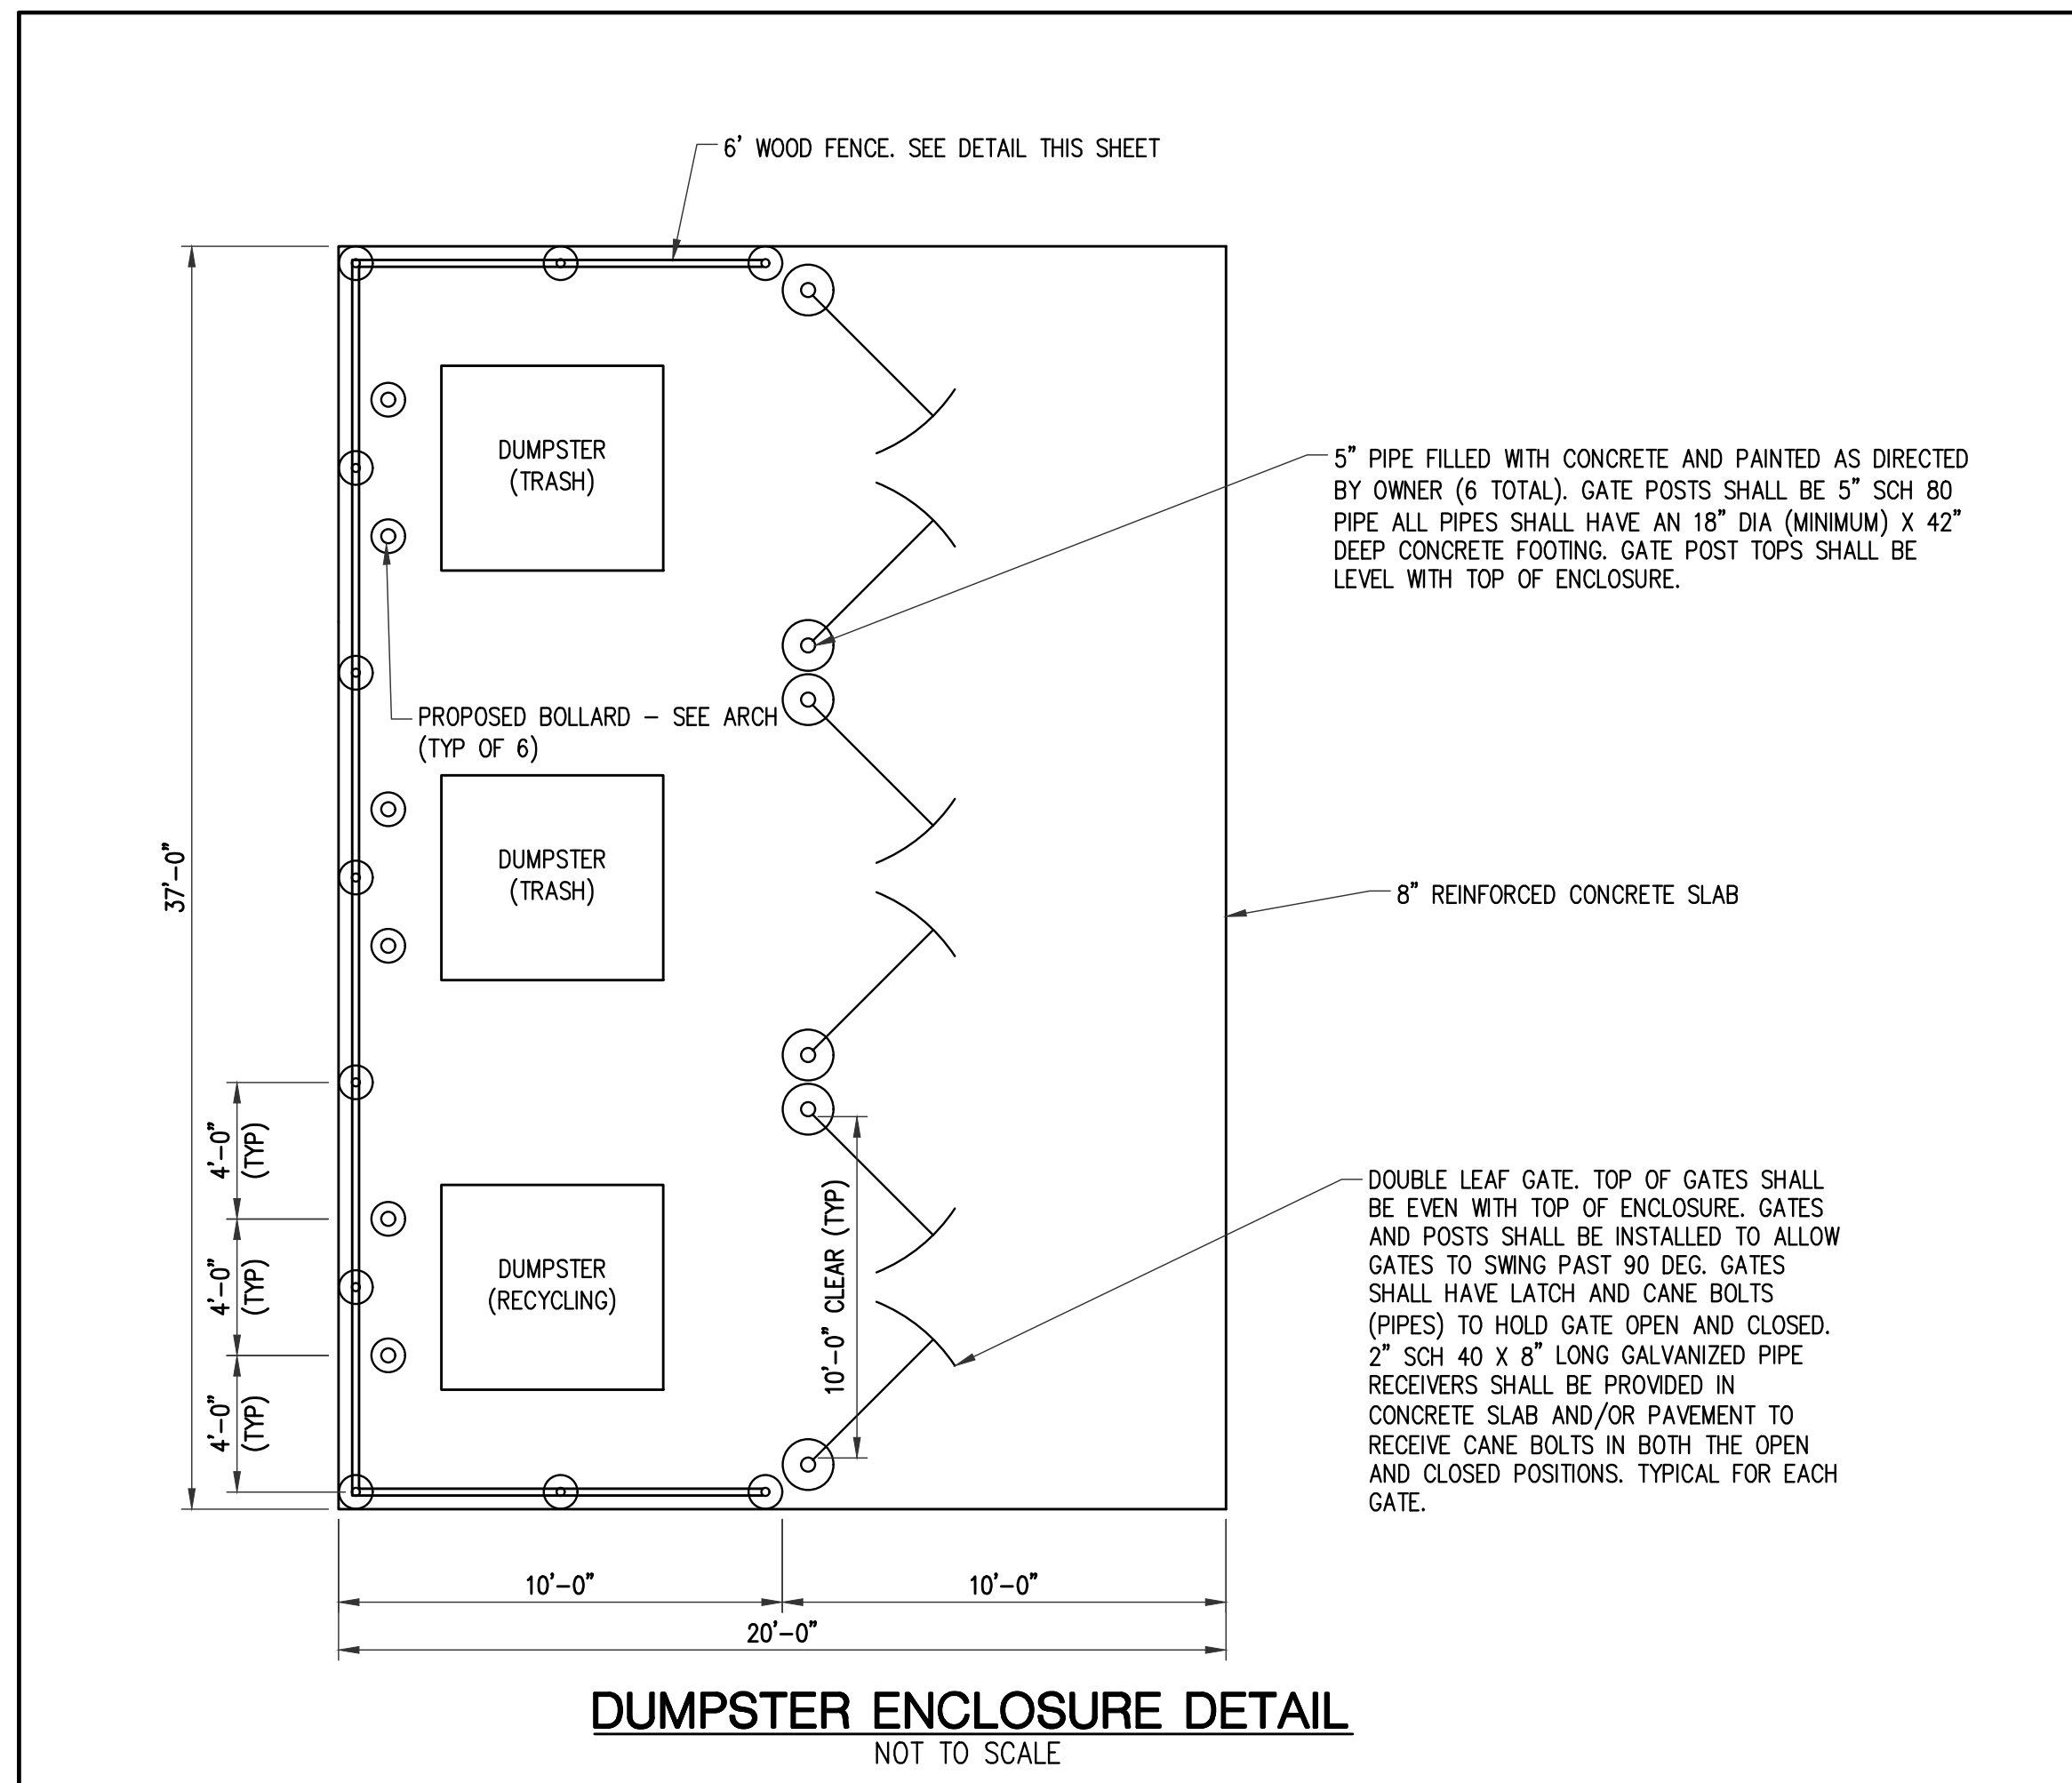 6' WOOD FENCE. SEE DETAIL THIS SHEET
DUMPSTER
(TRASH)
5" PIPE FILLED WITH CONCRETE AND PAINTED AS DIRECTED
BY OWNER (6 TOTAL). GATE POSTS SHALL BE 5" SCH 80
PIPE ALL PIPES SHALL HAVE AN 18" DIA (MINIMUM) X 42"
DEEP CONCRETE FOOTING. GATE POST TOPS SHALL BE
LEVEL WITH TOP OF ENCLOSURE.
PROPOSED BOLLARD – SEE ARCH
(TYP OF 6)
37'–0"
DUMPSTER
(TRASH)
8" REINFORCED CONCRETE SLAB
4'–0"
(TYP)
4'–0"
(TYP)
4'–0"
(TYP)
DUMPSTER
(RECYCLING)
10'–0" CLEAR (TYP)
DOUBLE LEAF GATE. TOP OF GATES SHALL
BE EVEN WITH TOP OF ENCLOSURE. GATES
AND POSTS SHALL BE INSTALLED TO ALLOW
GATES TO SWING PAST 90 DEG. GATES
SHALL HAVE LATCH AND CANE BOLTS
(PIPES) TO HOLD GATE OPEN AND CLOSED.
2" SCH 40 X 8" LONG GALVANIZED PIPE
RECEIVERS SHALL BE PROVIDED IN
CONCRETE SLAB AND/OR PAVEMENT TO
RECEIVE CANE BOLTS IN BOTH THE OPEN
AND CLOSED POSITIONS. TYPICAL FOR EACH
GATE.
10'–0"
10'–0"
20'–0"
DUMPSTER ENCLOSURE DETAIL
NOT TO SCALE